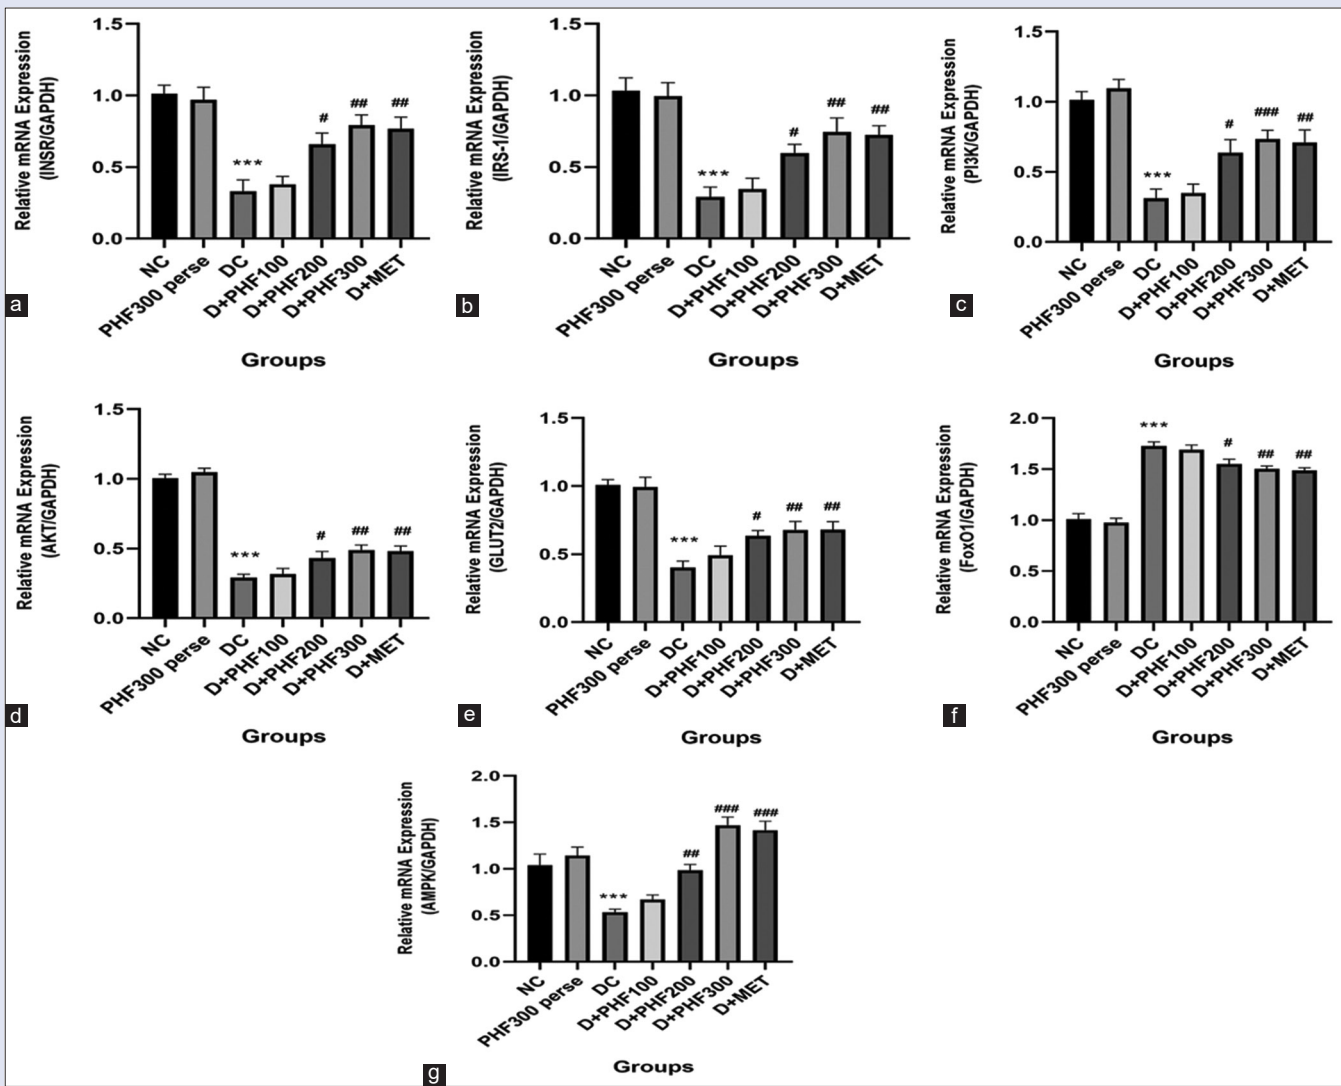 Relative mRNA Expression
(INSR/GAPDH)
1.5
1.0
0.5
0.0
***
#
##
##
NC
PHF300 perse
DC
D+PHF100
D+PHF200
D+PHF300
D+MET
Groups
a
Relative mRNA Expression
(IRS-1/GAPDH)
1.5
1.0
0.5
0.0
***
#
##
##
NC
PHF300 perse
DC
D+PHF100
D+PHF200
D+PHF300
D+MET
Groups
b
Relative mRNA Expression
(PI3K/GAPDH)
1.5
1.0
0.5
0.0
***
#
###
##
NC
PHF300 perse
DC
D+PHF100
D+PHF200
D+PHF300
D+MET
Groups
c
Relative mRNA Expression
(AKT/GAPDH)
1.5
1.0
0.5
0.0
***
#
##
##
NC
PHF300 perse
DC
D+PHF100
D+PHF200
D+PHF300
D+MET
Groups
d
Relative mRNA Expression
(GLUT2/GAPDH)
1.5
1.0
0.5
0.0
***
#
##
##
NC
PHF300 perse
DC
D+PHF100
D+PHF200
D+PHF300
D+MET
Groups
e
Relative mRNA Expression
(FoxO1/GAPDH)
2.0
1.5
1.0
0.5
0.0
***
#
##
##
NC
PHF300 perse
DC
D+PHF100
D+PHF200
D+PHF300
D+MET
Groups
f
Relative mRNA Expression
(AMPK/GAPDH)
2.0
1.5
1.0
0.5
0.0
***
##
###
###
NC
PHF300 perse
DC
D+PHF100
D+PHF200
D+PHF300
D+MET
Groups
g